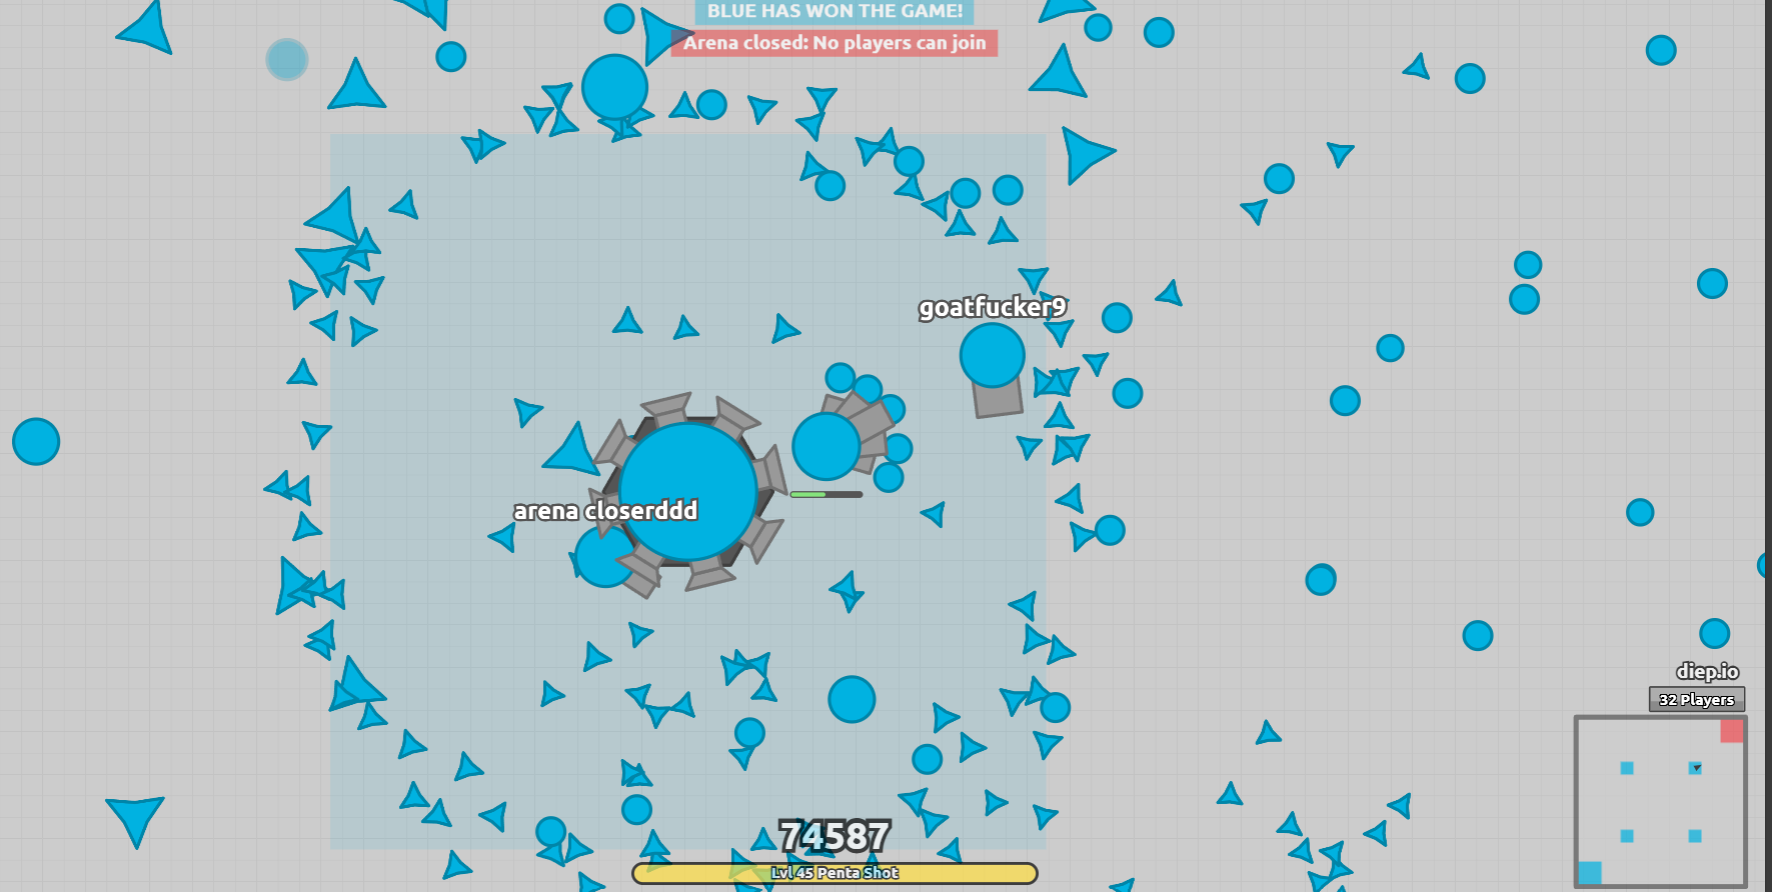 BLUE HAS WON THE GAME!
Arena closed: No players can join
goatfucker9
arena closerddd
diep.io
32 Players
74587
Lvl 45 Penta Shot